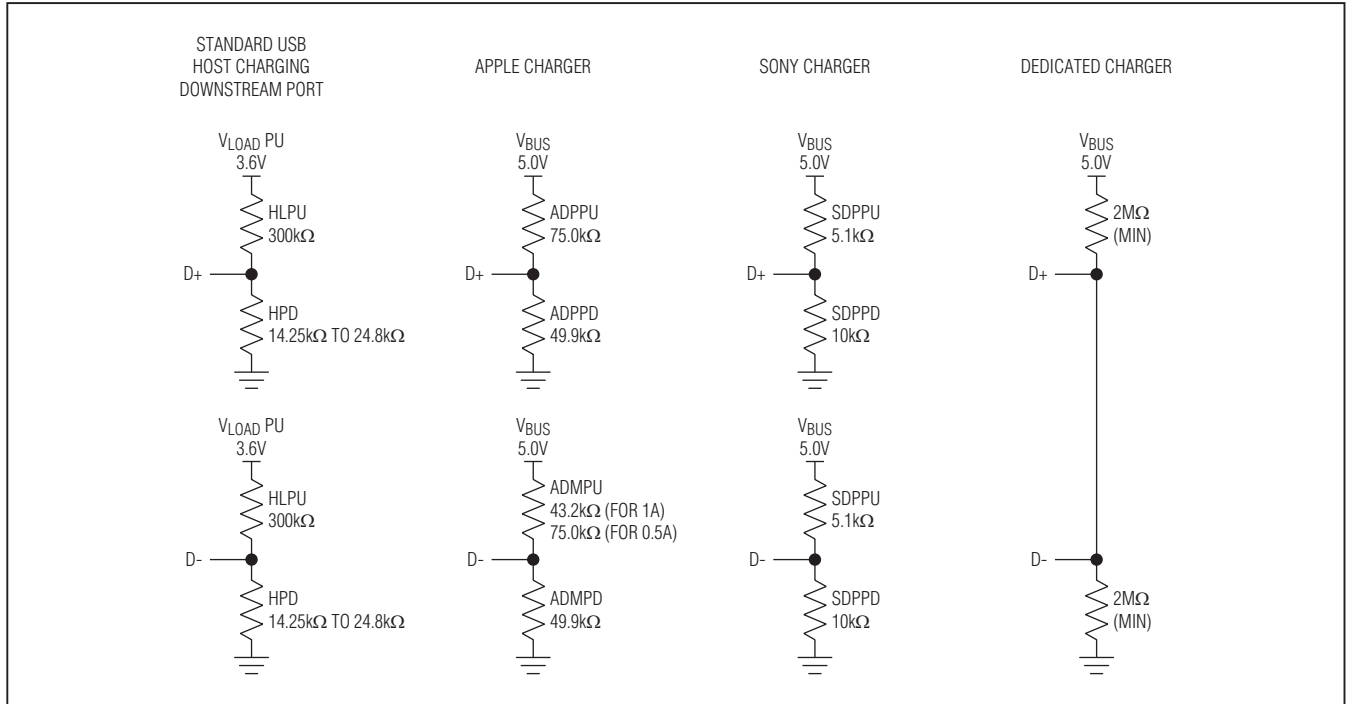 STANDARD USB
HOST CHARGING
DOWNSTREAM PORT
VLOAD PU
3.6V
HLPU
300kΩ
D+
HPD
14.25kΩ TO 24.8kΩ
VLOAD PU
3.6V
HLPU
300kΩ
D-
HPD
14.25kΩ TO 24.8kΩ
APPLE CHARGER
VBUS
5.0V
ADPPU
75.0kΩ
D+
ADPPD
49.9kΩ
VBUS
5.0V
ADMPU
43.2kΩ (FOR 1A)
75.0kΩ (FOR 0.5A)
D-
ADMPD
49.9kΩ
SONY CHARGER
VBUS
5.0V
SDPPU
5.1kΩ
D+
SDPPD
10kΩ
VBUS
5.0V
SDPPU
5.1kΩ
D-
SDPPD
10kΩ
DEDICATED CHARGER
VBUS
5.0V
2MΩ
(MIN)
D+
D-
2MΩ
(MIN)